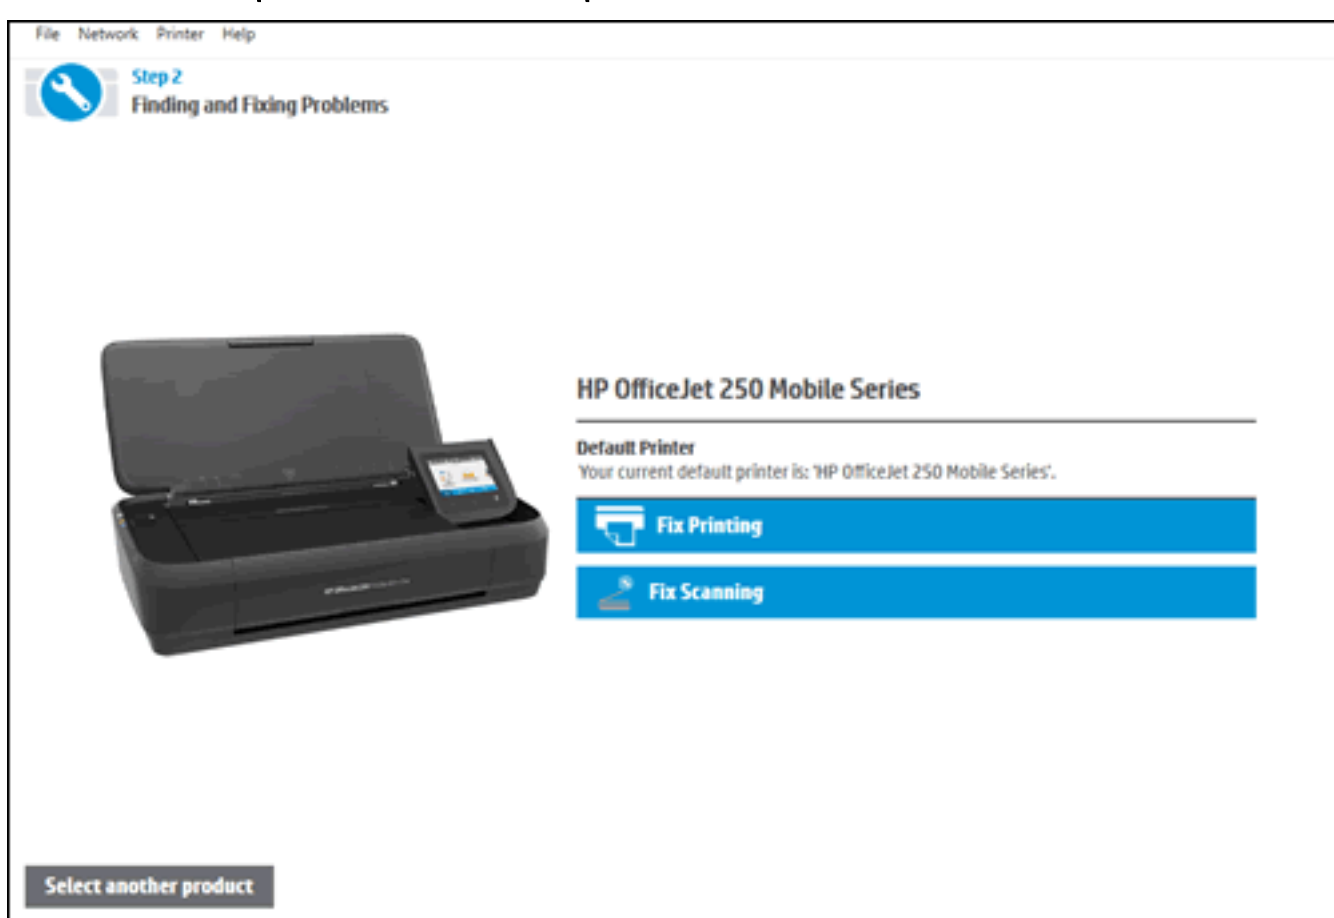 File Network Printer Help
Step 2
Finding and Fixing Problems
HP OfficeJet 250 Mobile Series
Default Printer
Your current default printer is: 'HP OfficeJet 250 Mobile Series'.
Fix Printing
Fix Scanning
Select another product